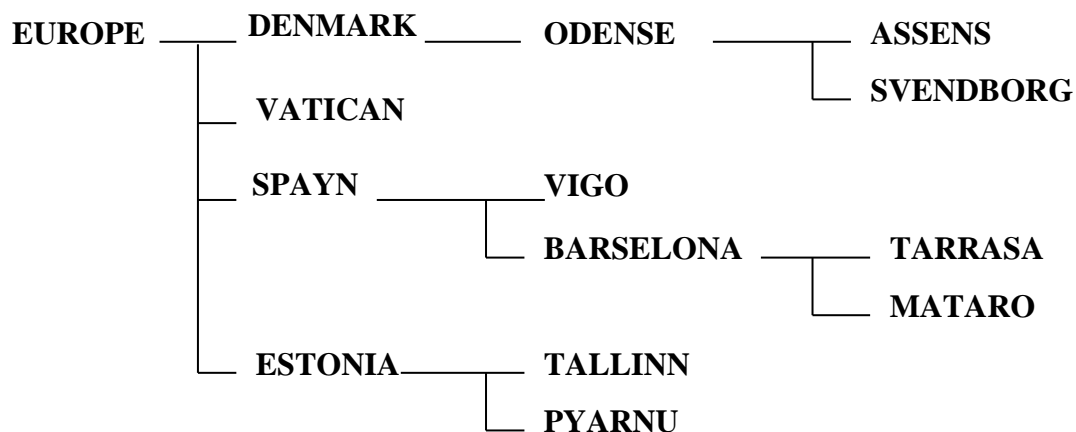 EUROPE DENMARK ODENSE ASSENS
SVENDBORG
VATICAN
SPAYN VIGO
BARSELONA TARRASA
MATARO
ESTONIA TALLINN
PYARNU